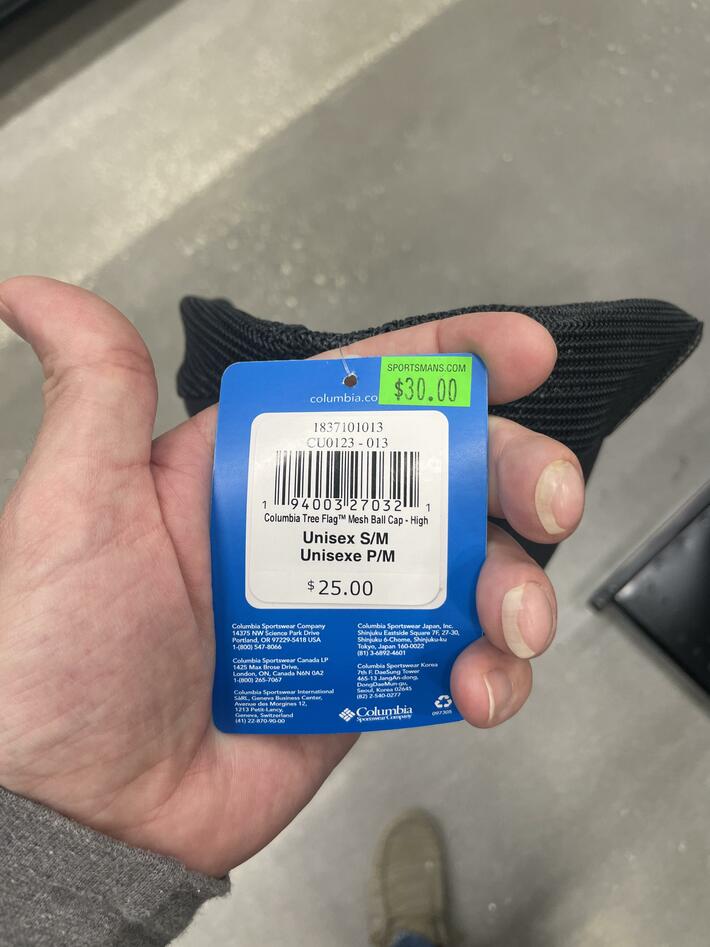 columbia.co
SPORTSMANS.COM
$30.00
1837101013
CU0123 - 013
1 94003 27032 1
Columbia Tree Flag™ Mesh Ball Cap - High
Unisex S/M
Unisexe P/M
$25.00
Columbia Sportswear Company
14375 NW Science Park Drive
Portland, OR 97229-5418 USA
1-(800) 547-8066
Columbia Sportswear Canada LP
1425 Max Brose Drive,
London, ON, Canada N6N 0A2
1-(800) 265-7067
Columbia Sportswear International
SàRL, Geneva Business Center,
Avenue des Morgines 12,
1213 Petit-Lancy,
Geneva, Switzerland
(41) 22-870-90-00
Columbia Sportswear Japan, Inc.
Shinjuku Eastside Square 7F, 27-30,
Shinjuku 6-Chome, Shinjuku-ku
Tokyo, Japan 160-0022
(81) 3-6892-4601
Columbia Sportswear Korea
7th F. DaeSung Tower
465-13 JangAn-dong,
DongDaeMun-gu,
Seoul, Korea 02645
(82) 2-540-0277
Columbia
Sportswear Company
097305